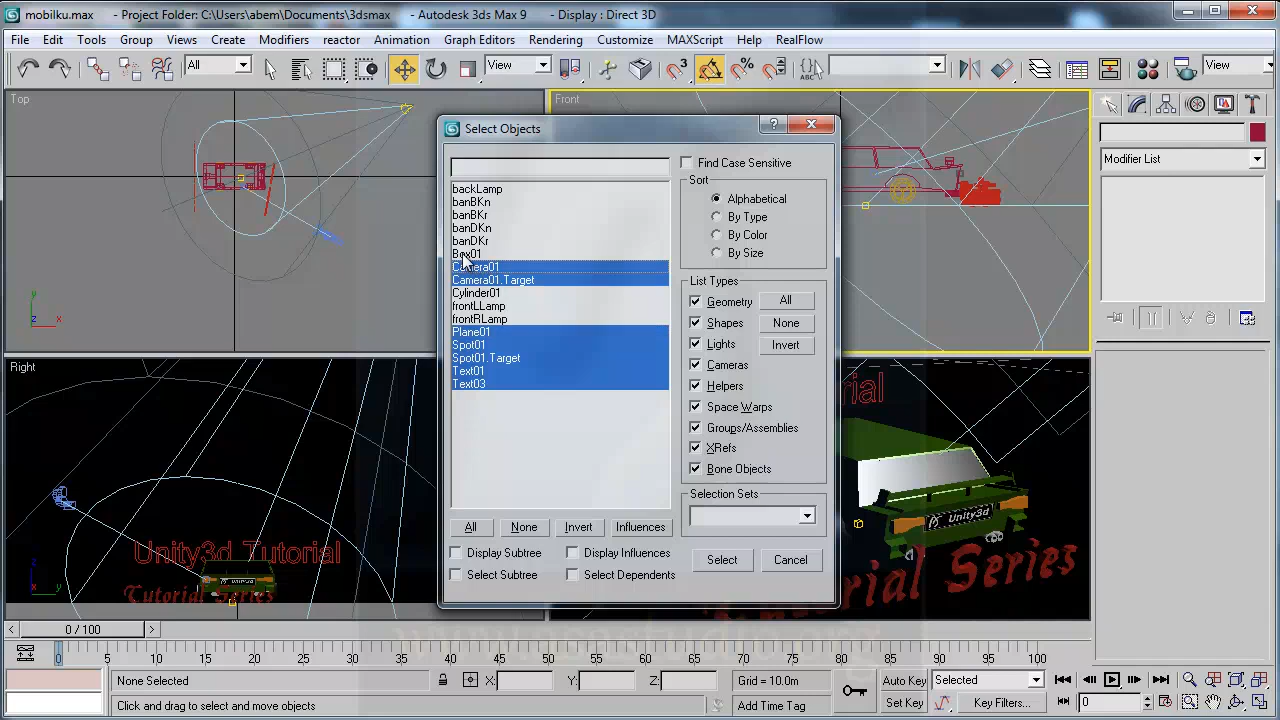 mobilku.max - Project Folder: C:\Users\abem\Documents\3dsmax - Autodesk 3ds Max 9 - Display : Direct 3D
File Edit Tools Group Views Create Modifiers reactor Animation Graph Editors Rendering Customize MAXScript Help RealFlow
All View 3 ABC View
Top
Front
Select Objects
Find Case Sensitive
Sort
Alphabetical
By Type
By Color
By Size
backLamp
banBKn
banBKr
banDKn
banDKr
Box01
Camera01
Camera01.Target
Cylinder01
frontLLamp
frontRLamp
Plane01
Spot01
Spot01.Target
Text01
Text03
List Types
Geometry All
Shapes None
Lights Invert
Cameras
Helpers
Space Warps
Groups/Assemblies
XRefs
Bone Objects
Selection Sets
All None Invert Influences
Display Subtree Display Influences
Select Subtree Select Dependents
Select Cancel
Modifier List
y
z x
Right
Unity3d Tutorial
Tutorial Series
z
x y
ial
Unity3d
orial Series
0 / 100
0 5 10 15 20 25 30 35 40 45 50 55 60 65 70 75 80 85 90 95 100
None Selected X: Y: Z: Grid = 10.0m Auto Key Selected
Click and drag to select and move objects Add Time Tag Set Key Key Filters... 0